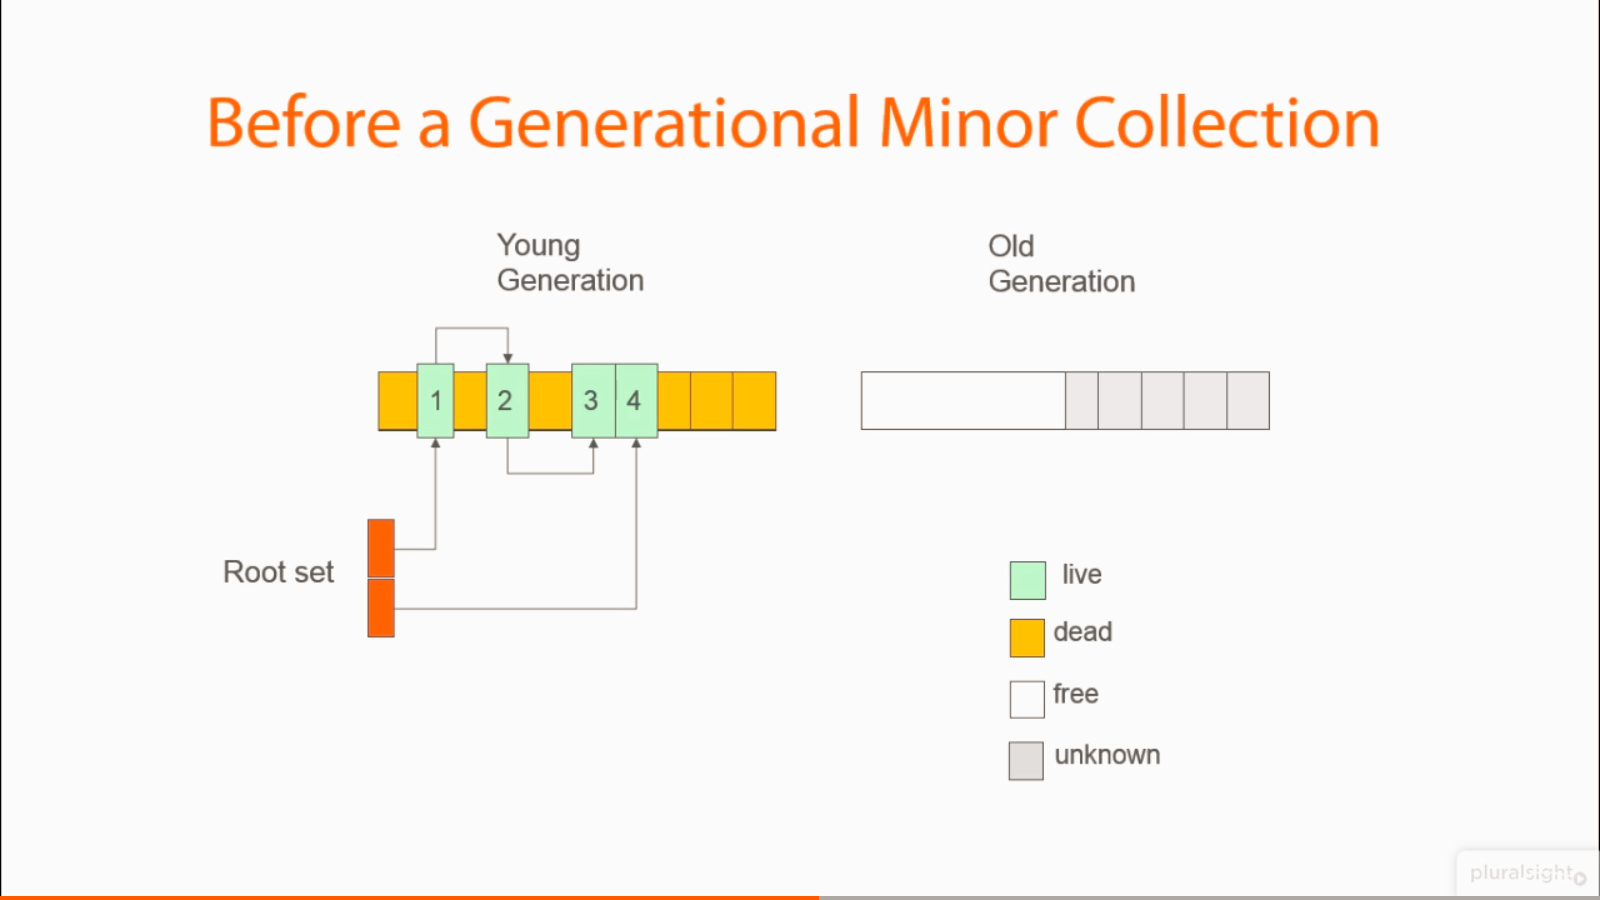 Before a Generational Minor Collection
Young
Generation
Old
Generation
1
2
3
4
Root set
live
dead
free
unknown
pluralsight